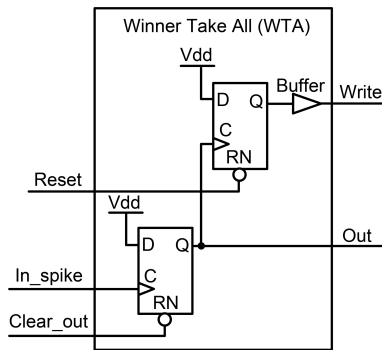 Winner Take All (WTA)
Vdd
D Q Buffer Write
C
RN
Reset
Vdd
D Q Out
In_spike C
RN
Clear_out